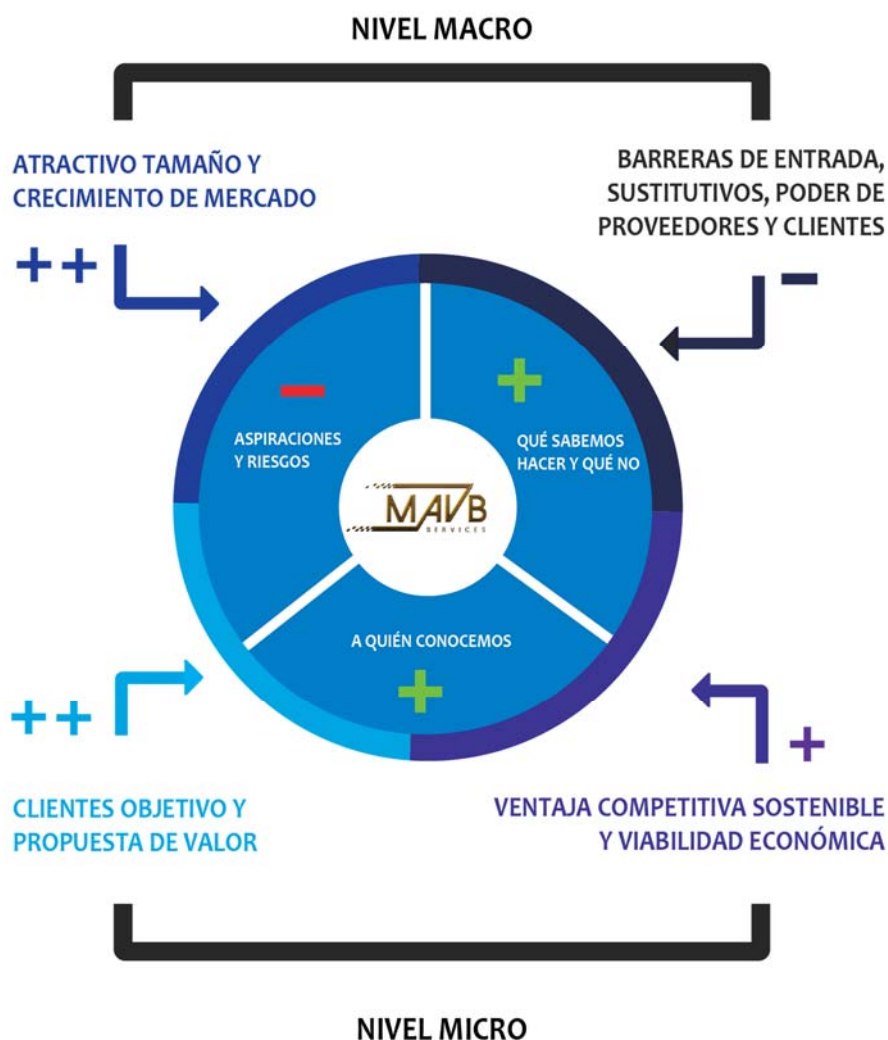 NIVEL MACRO
ATRACTIVO TAMAÑO Y
CRECIMIENTO DE MERCADO
++
BARRERAS DE ENTRADA,
SUSTITUTIVOS, PODER DE
PROVEEDORES Y CLIENTES
-
-
ASPIRACIONES
Y RIESGOS
+
QUÉ SABEMOS
HACER Y QUÉ NO
MAVB
SERVICES
A QUIÉN CONOCEMOS
+
++
CLIENTES OBJETIVO Y
PROPUESTA DE VALOR
+
VENTAJA COMPETITIVA SOSTENIBLE
Y VIABILIDAD ECONÓMICA
NIVEL MICRO